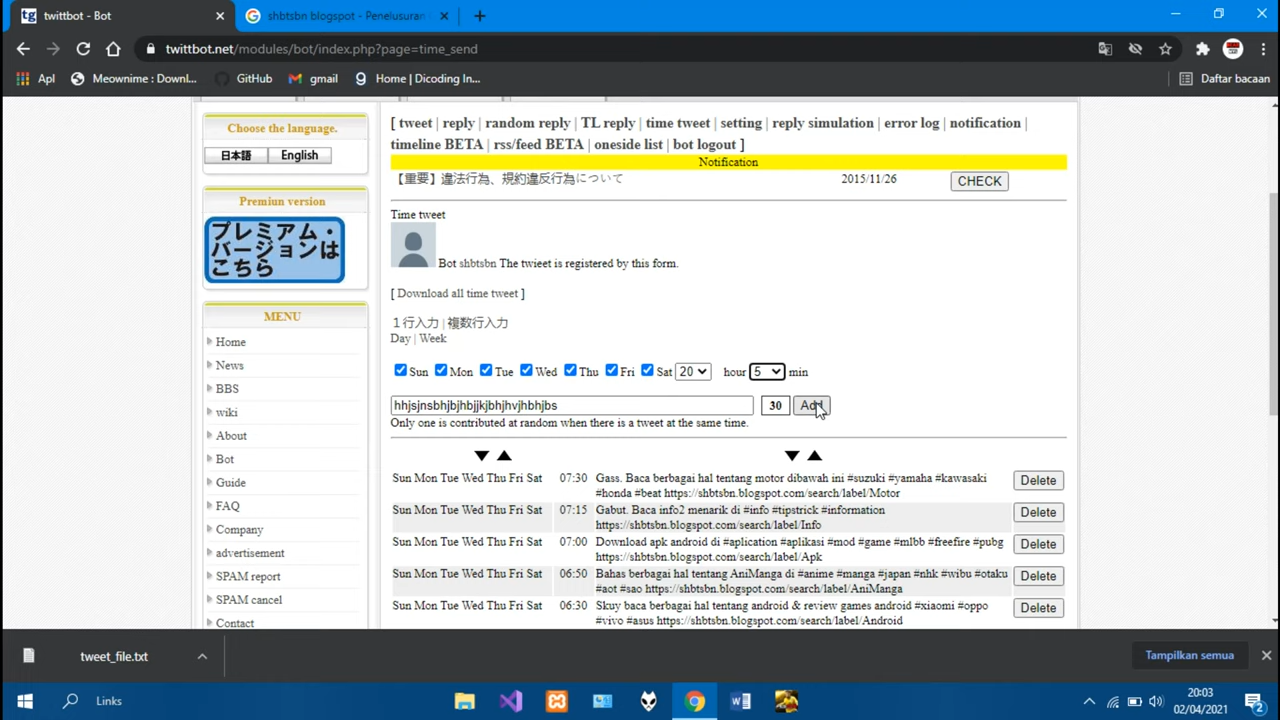 twittbot - Bot
shbtsbn blogspot - Penelusuran
twittbot.net/modules/bot/index.php?page=time_send
Apl
Meownime : Downl...
GitHub
gmail
Home | Dicoding In...
Daftar bacaan
Choose the language.
日本語
English
Premiun version
プレミアム・
バージョンは
こちら
MENU
Home
News
BBS
wiki
About
Bot
Guide
FAQ
Company
advertisement
SPAM report
SPAM cancel
Contact
[ tweet | reply | random reply | TL reply | time tweet | setting | reply simulation | error log | notification |
timeline BETA | rss/feed BETA | oneside list | bot logout ]
Notification
【重要】違法行為、規約違反行為について 2015/11/26 CHECK
Time tweet
Bot shbtsbn The twieet is registered by this form.
[ Download all time tweet ]
１行入力 | 複数行入力
Day | Week
Sun Mon Tue Wed Thu Fri Sat 20 hour 5 min
hhjsjnsbhjbjhbjjkjbhjhvjhbhjbs 30 Add
Only one is contributed at random when there is a tweet at the same time.
▼ ▲ ▼ ▲
Sun Mon Tue Wed Thu Fri Sat 07:30 Gass. Baca berbagai hal tentang motor dibawah ini #suzuki #yamaha #kawasaki Delete
#honda #beat https://shbtsbn.blogspot.com/search/label/Motor
Sun Mon Tue Wed Thu Fri Sat 07:15 Gabut. Baca info2 menarik di #info #tipstrick #information Delete
https://shbtsbn.blogspot.com/search/label/Info
Sun Mon Tue Wed Thu Fri Sat 07:00 Download apk android di #aplication #aplikasi #mod #game #mlbb #freefire #pubg Delete
https://shbtsbn.blogspot.com/search/label/Apk
Sun Mon Tue Wed Thu Fri Sat 06:50 Bahas berbagai hal tentang AniManga di #anime #manga #japan #nhk #wibu #otaku Delete
#aot #sao https://shbtsbn.blogspot.com/search/label/AniManga
Sun Mon Tue Wed Thu Fri Sat 06:30 Skuy baca berbagai hal tentang android & review games android #xiaomi #oppo Delete
#vivo #asus https://shbtsbn.blogspot.com/search/label/Android
tweet_file.txt
Tampilkan semua
Links
20:03
02/04/2021
2